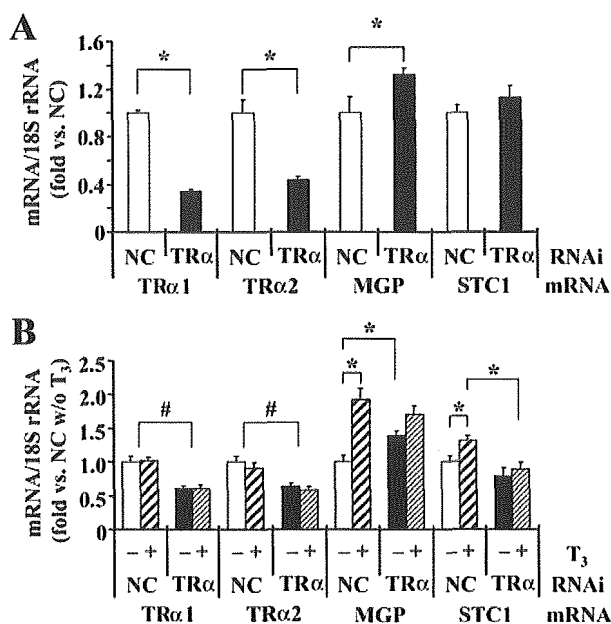 A
mRNA/18S rRNA
(fold vs. NC)
1.6
1.2
0.8
0.4
0
* * *
NC TRα NC TRα NC TRα NC TRα RNAi
TRα1 TRα2 MGP STC1 mRNA
B
mRNA/18S rRNA
(fold vs. NC w/o T3)
2.5
2.0
1.5
1.0
0.5
0
# # * * * *
− + − + − + − + − + − + − + − + T3
NC TRα NC TRα NC TRα NC TRα RNAi
TRα1 TRα2 MGP STC1 mRNA